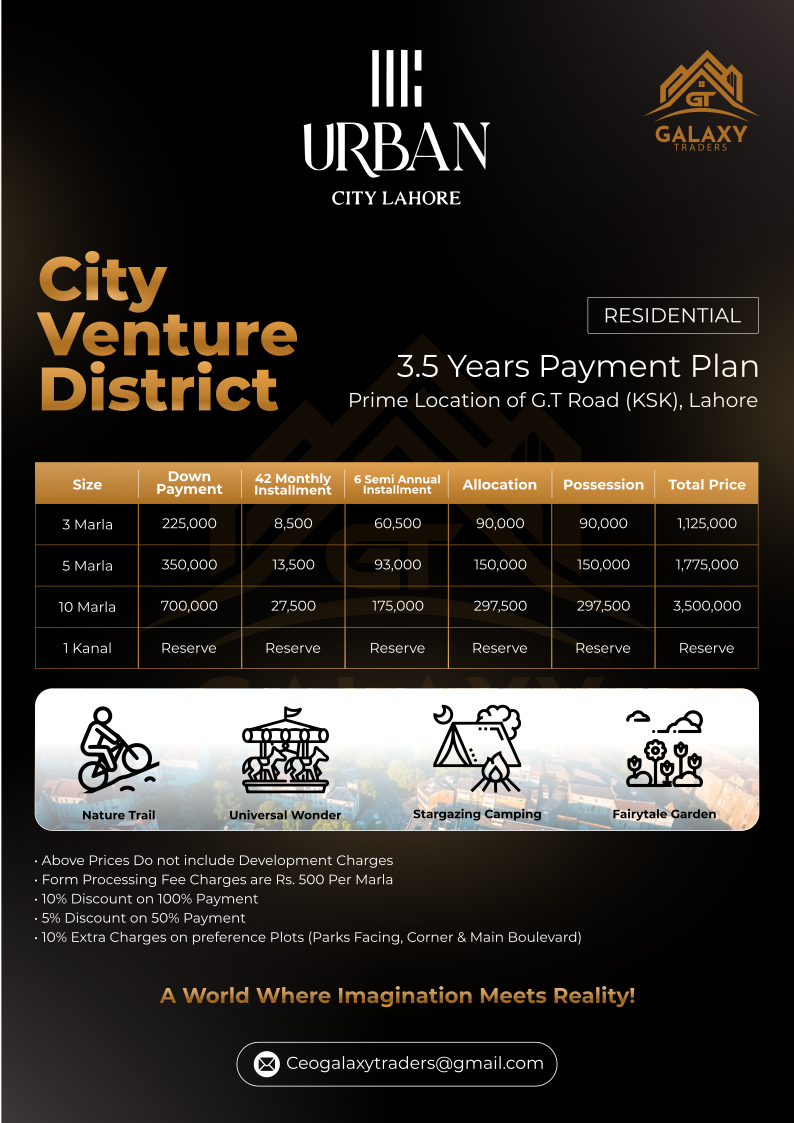 URBAN
CITY LAHORE
GT
GALAXY
TRADERS
City
Venture
District
RESIDENTIAL
3.5 Years Payment Plan
Prime Location of G.T Road (KSK), Lahore
Size Down Payment 42 Monthly Installment 6 Semi Annual Installment Allocation Possession Total Price
3 Marla 225,000 8,500 60,500 90,000 90,000 1,125,000
5 Marla 350,000 13,500 93,000 150,000 150,000 1,775,000
10 Marla 700,000 27,500 175,000 297,500 297,500 3,500,000
1 Kanal Reserve Reserve Reserve Reserve Reserve Reserve
GT
GALAXY
Nature Trail Universal Wonder Stargazing Camping Fairytale Garden
• Above Prices Do not include Development Charges
• Form Processing Fee Charges are Rs. 500 Per Marla
• 10% Discount on 100% Payment
• 5% Discount on 50% Payment
• 10% Extra Charges on preference Plots (Parks Facing, Corner & Main Boulevard)
A World Where Imagination Meets Reality!
Ceogalaxytraders@gmail.com